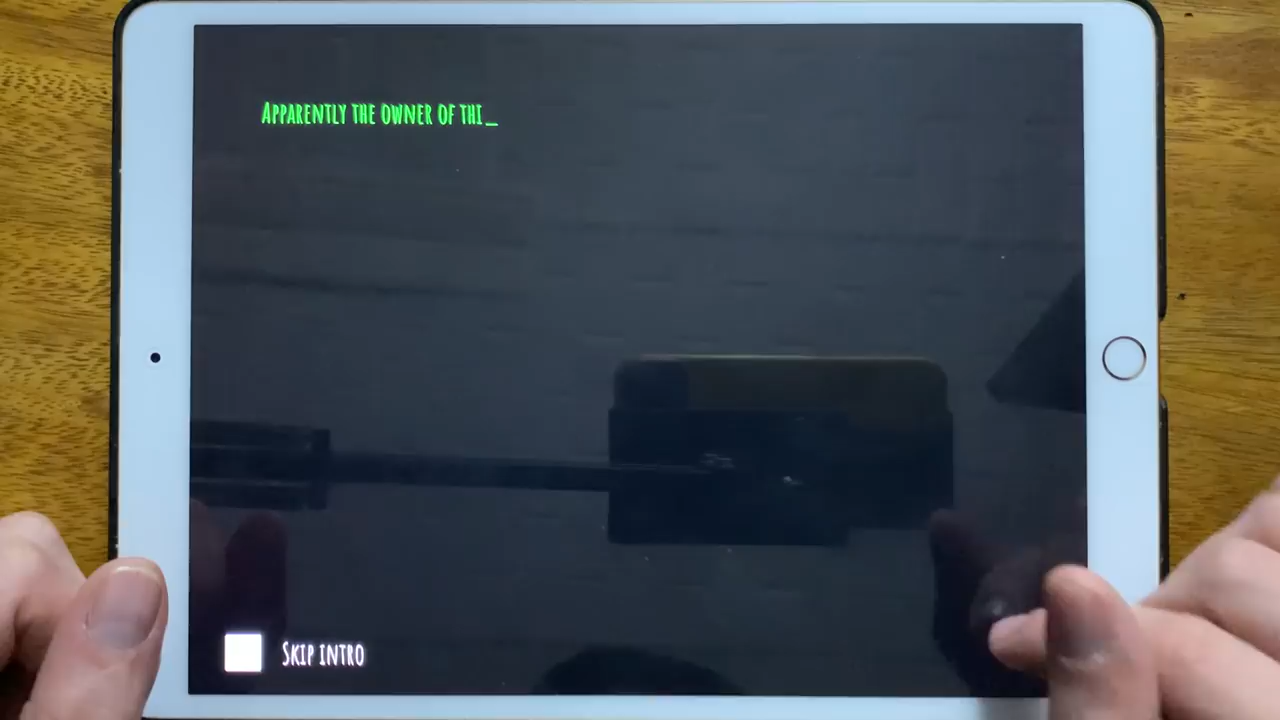 Apparently the owner of thi_
Skip intro